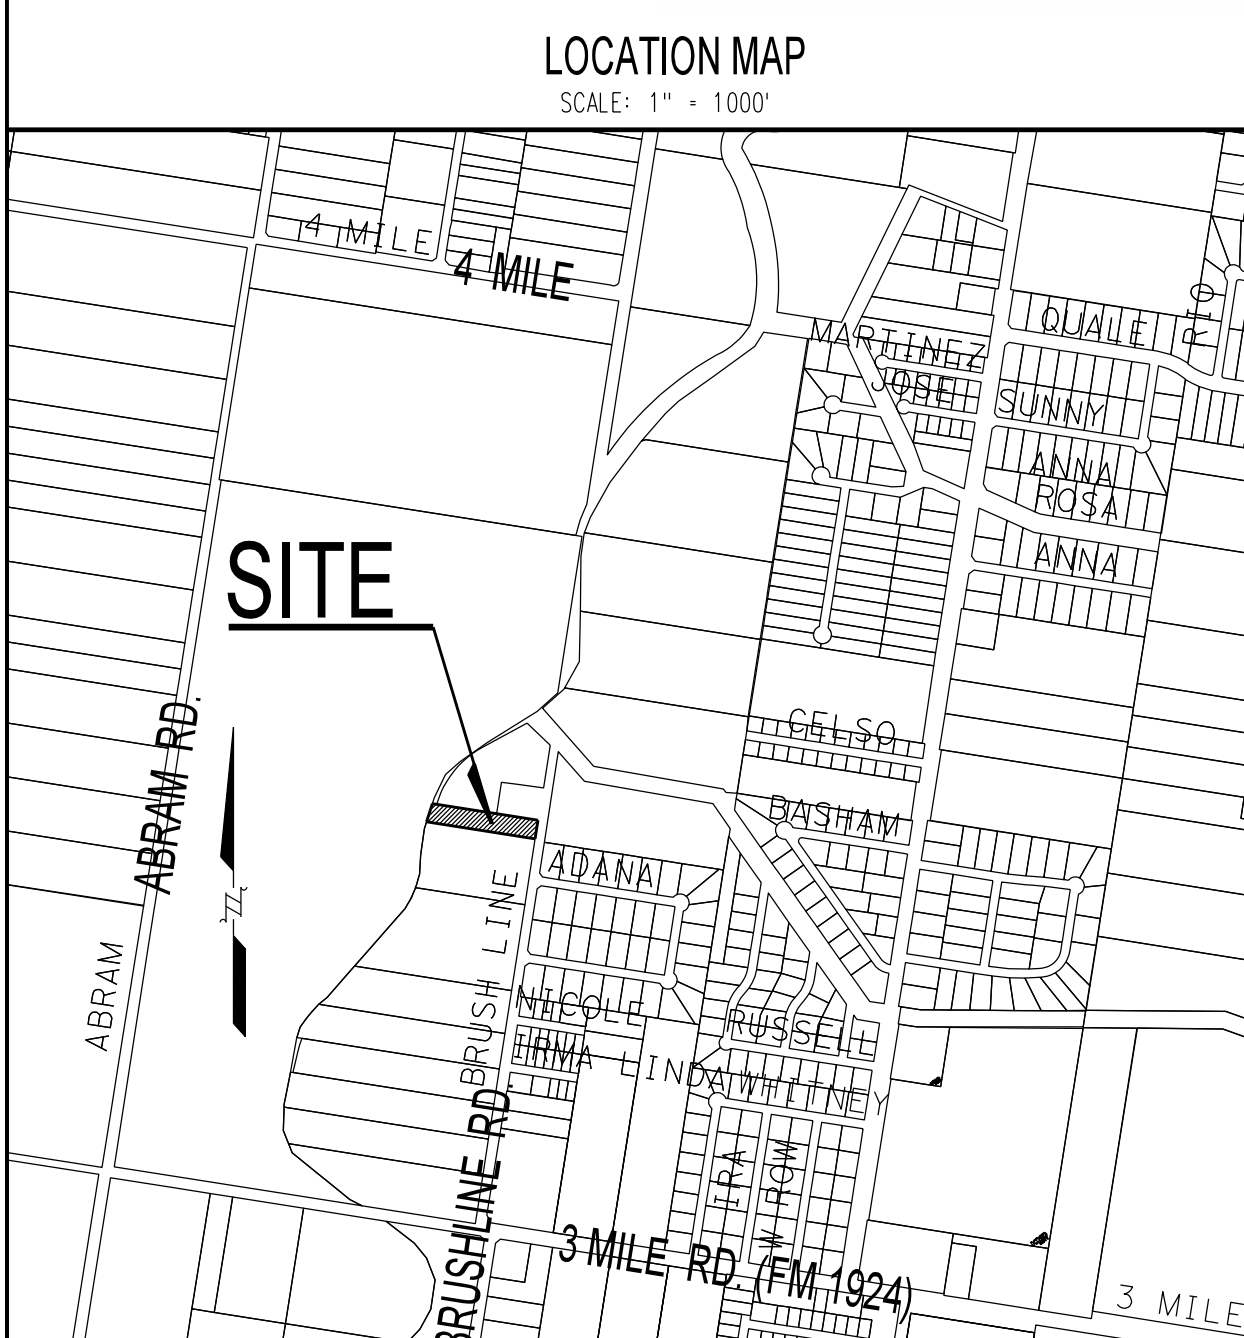 LOCATION MAP
SCALE: 1" = 1000'
4 MILE
4 MILE
RIO
QUALE
MARTINEZ
JOSE
SUNNY
ANNA
ROSA
ANNA
SITE
ABRAM RD.
CELSO
BASHAM
ADANA
BRUSH LINE
ABRAM
NICOLE
RUSSELL
IRMA LINDA
WHITNEY
BRUSHLINE RD.
IRA
W ROW
3 MILE RD. (FM 1924)
3 MILE